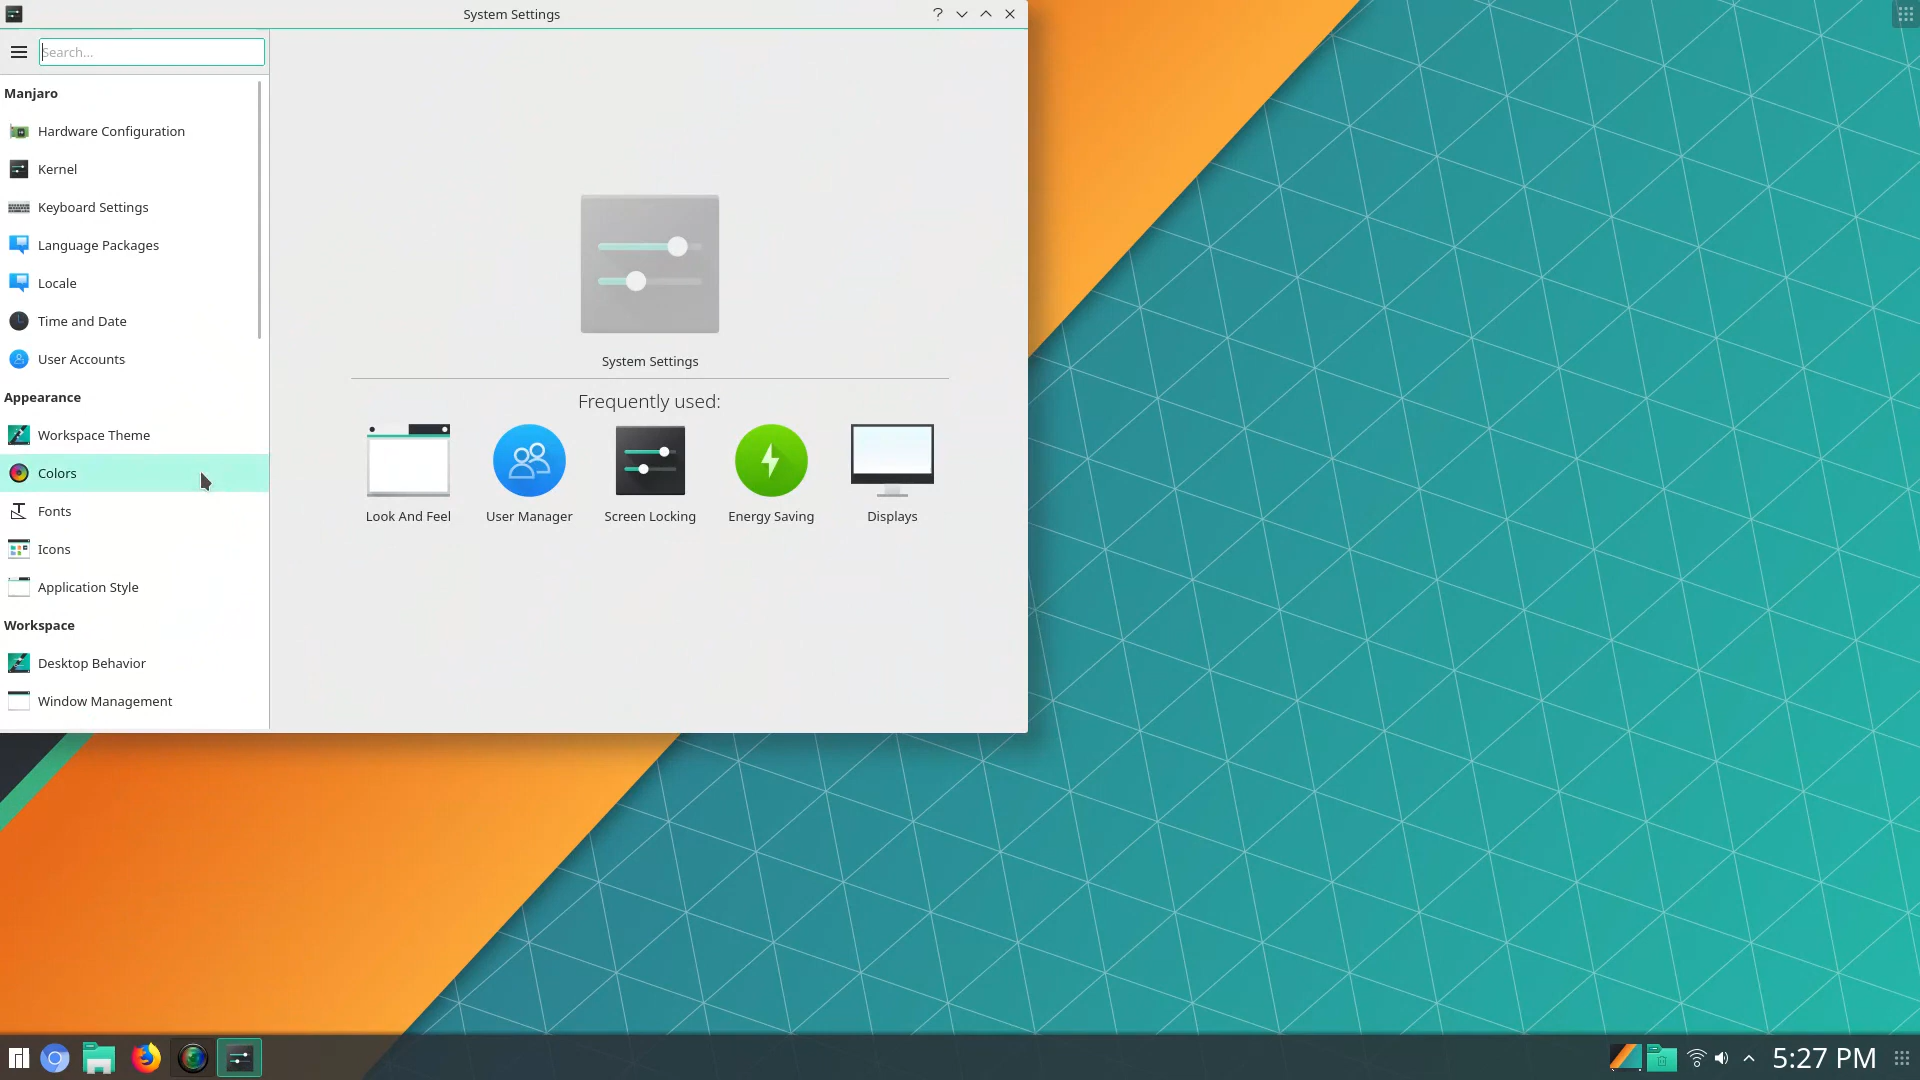 System Settings
Search...
Manjaro
Hardware Configuration
Kernel
Keyboard Settings
Language Packages
Locale
Time and Date
User Accounts
Appearance
Workspace Theme
Colors
Fonts
Icons
Application Style
Workspace
Desktop Behavior
Window Management
System Settings
Frequently used:
Look And Feel
User Manager
Screen Locking
Energy Saving
Displays
5:27 PM